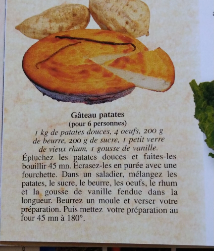 Gâteau patates
(pour 6 personnes)
1 kg de patates douces, 4 oeufs, 200 g
de beurre, 200 g de sucre, 1 petit verre
de vieux rhum, 1 gousse de vanille.
Épluchez les patates douces et faites-les
bouillir 45 mn. Ecrasez-les en purée avec une
fourchette. Dans un saladier, mélangez les
patates, le sucre, le beurre, les oeufs, le rhum
et la gousse de vanille fendue dans la
longueur. Beurrez un moule et verser votre
préparation. Puis mettez votre préparation au
four 45 mn à 180°.